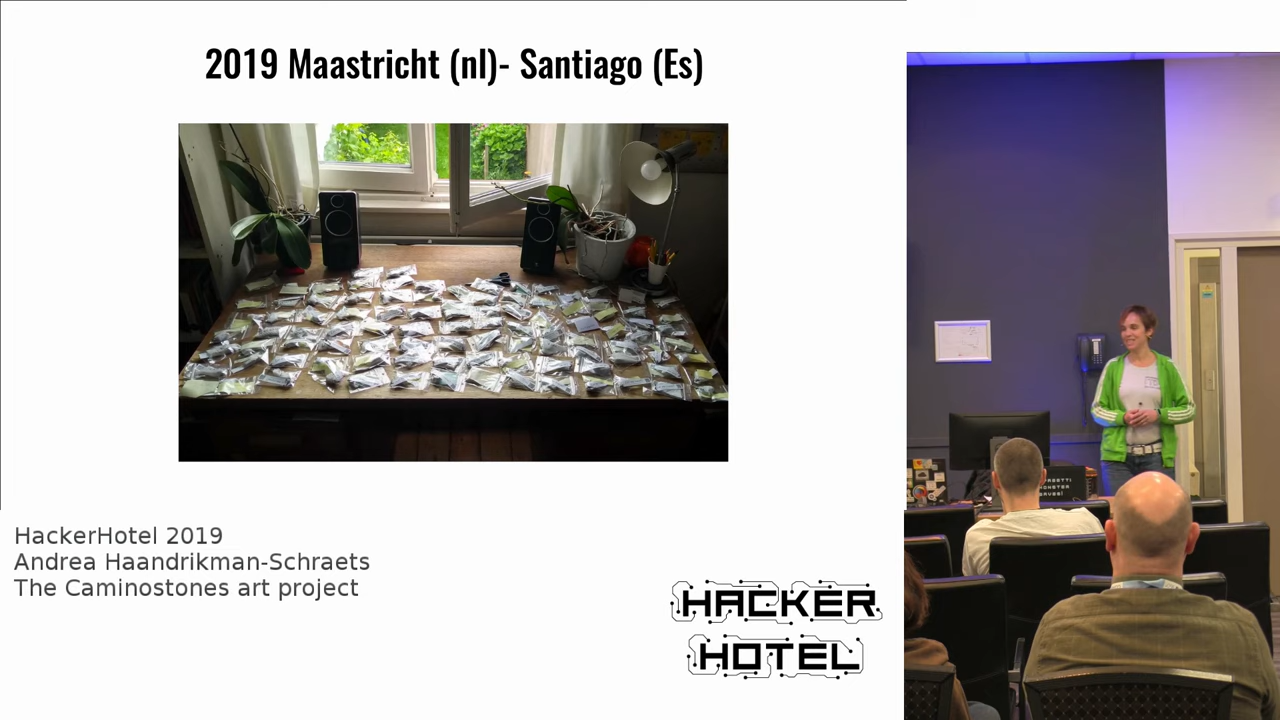 2019 Maastricht (nl)- Santiago (Es)
HackerHotel 2019
Andrea Haandrikman-Schraets
The Caminostones art project
HACKER
HOTEL